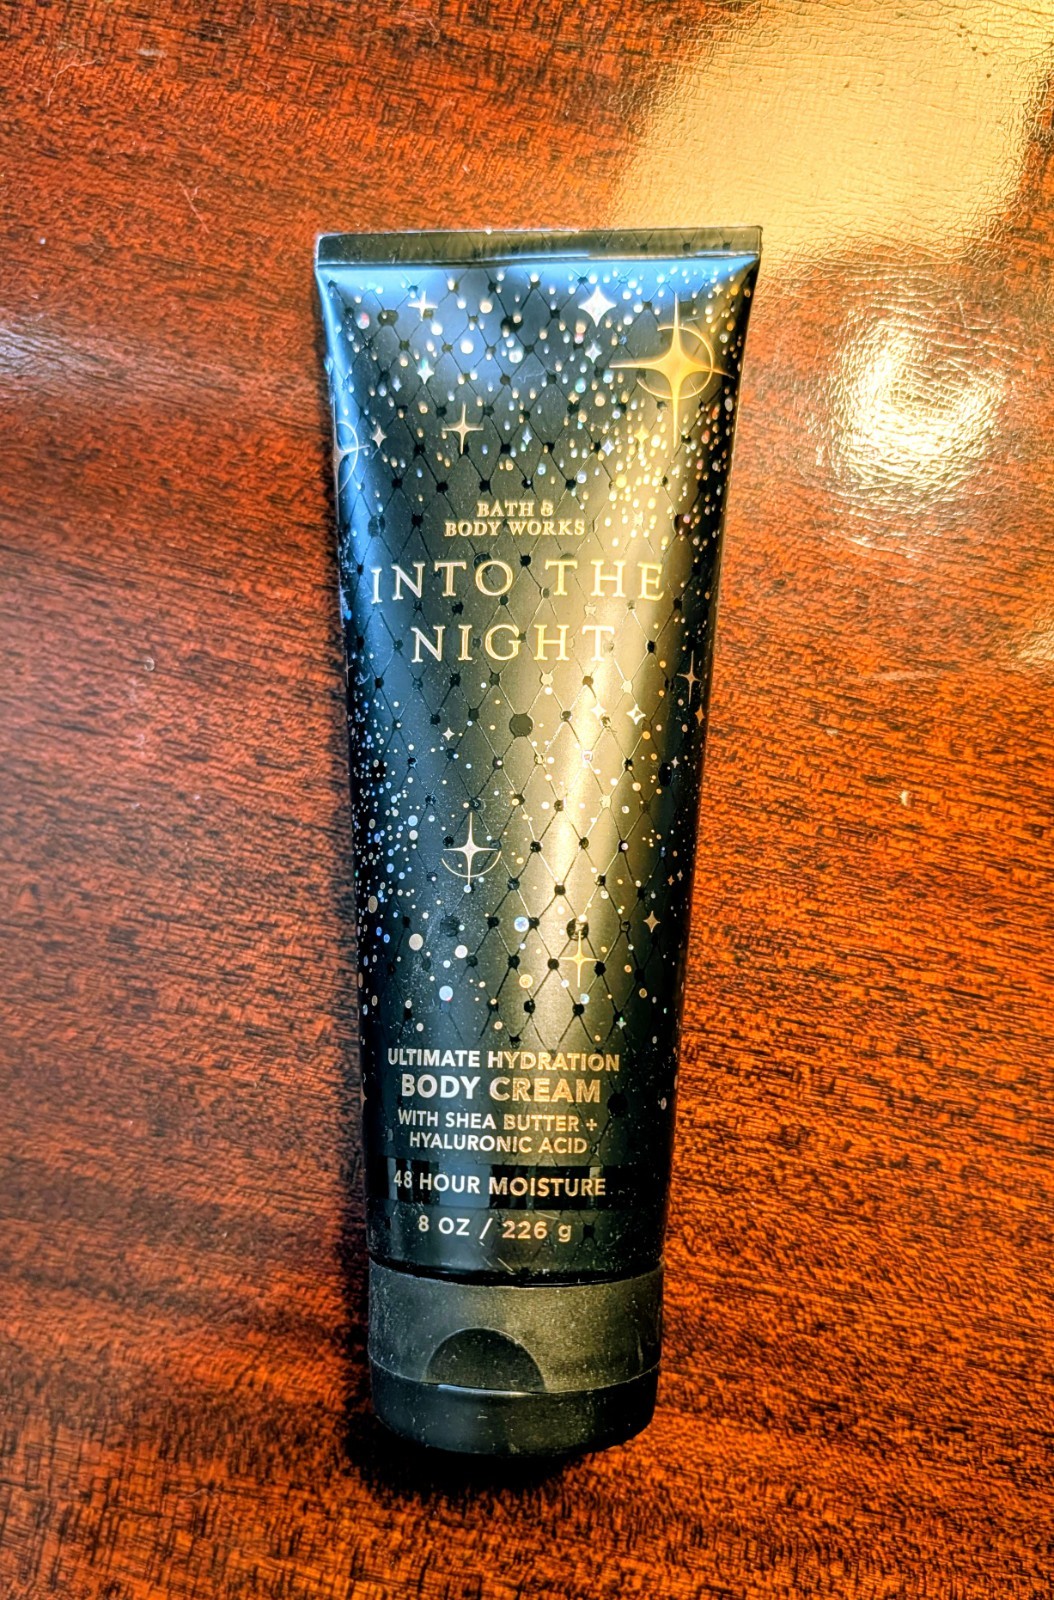 BATH &
BODY WORKS
INTO THE
NIGHT
ULTIMATE HYDRATION
BODY CREAM
WITH SHEA BUTTER +
HYALURONIC ACID
48 HOUR MOISTURE
8 OZ / 226 g